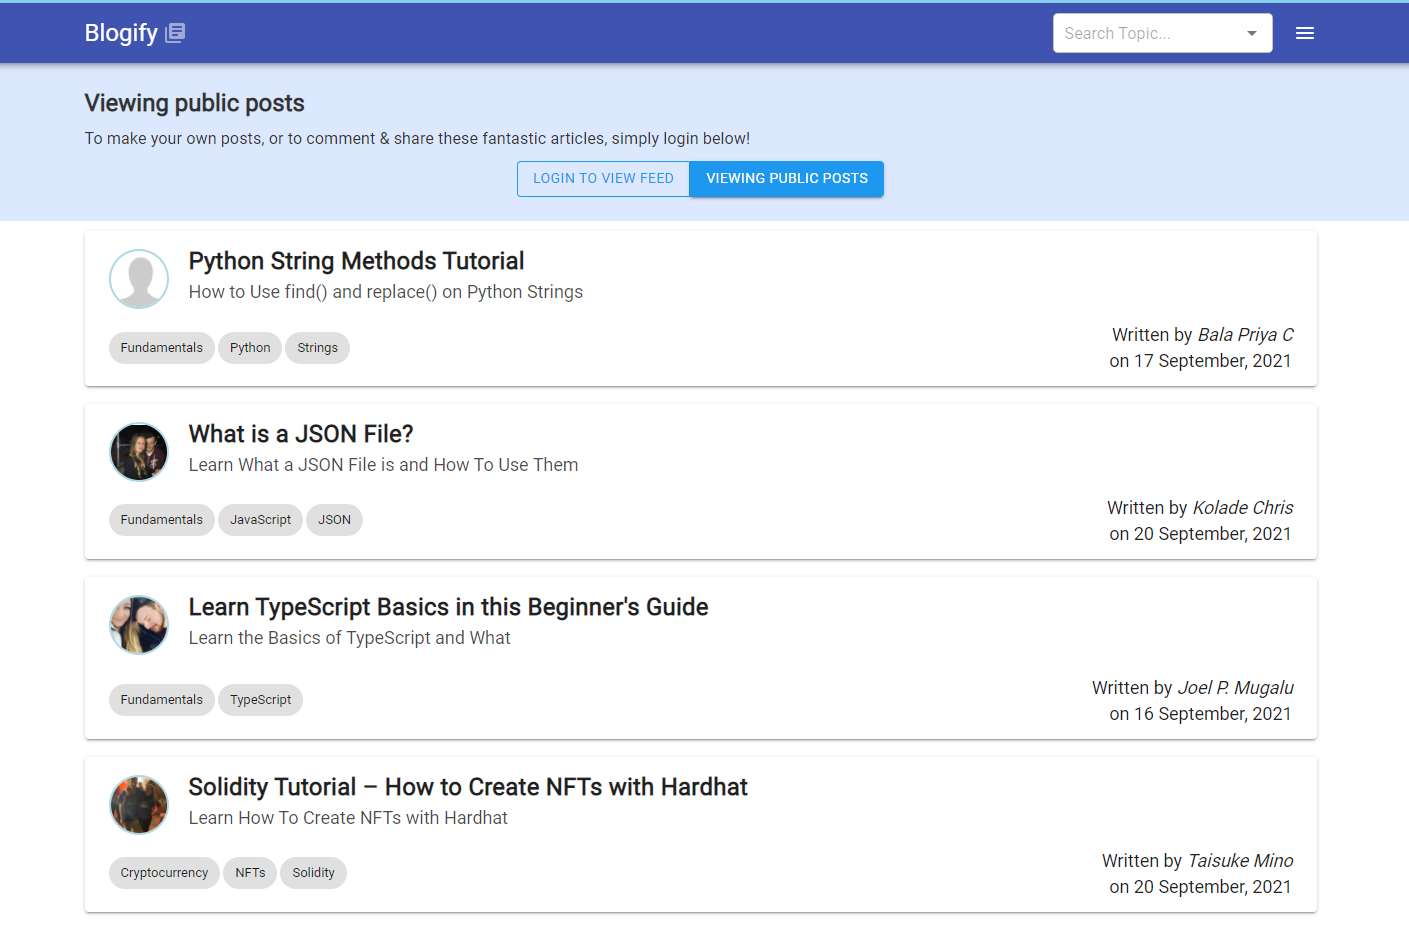 Blogify
Search Topic...
Viewing public posts
To make your own posts, or to comment & share these fantastic articles, simply login below!
LOGIN TO VIEW FEED
VIEWING PUBLIC POSTS
Python String Methods Tutorial
How to Use find() and replace() on Python Strings
Fundamentals Python Strings
Written by Bala Priya C
on 17 September, 2021
What is a JSON File?
Learn What a JSON File is and How To Use Them
Fundamentals JavaScript JSON
Written by Kolade Chris
on 20 September, 2021
Learn TypeScript Basics in this Beginner's Guide
Learn the Basics of TypeScript and What
Fundamentals TypeScript
Written by Joel P. Mugalu
on 16 September, 2021
Solidity Tutorial – How to Create NFTs with Hardhat
Learn How To Create NFTs with Hardhat
Cryptocurrency NFTs Solidity
Written by Taisuke Mino
on 20 September, 2021